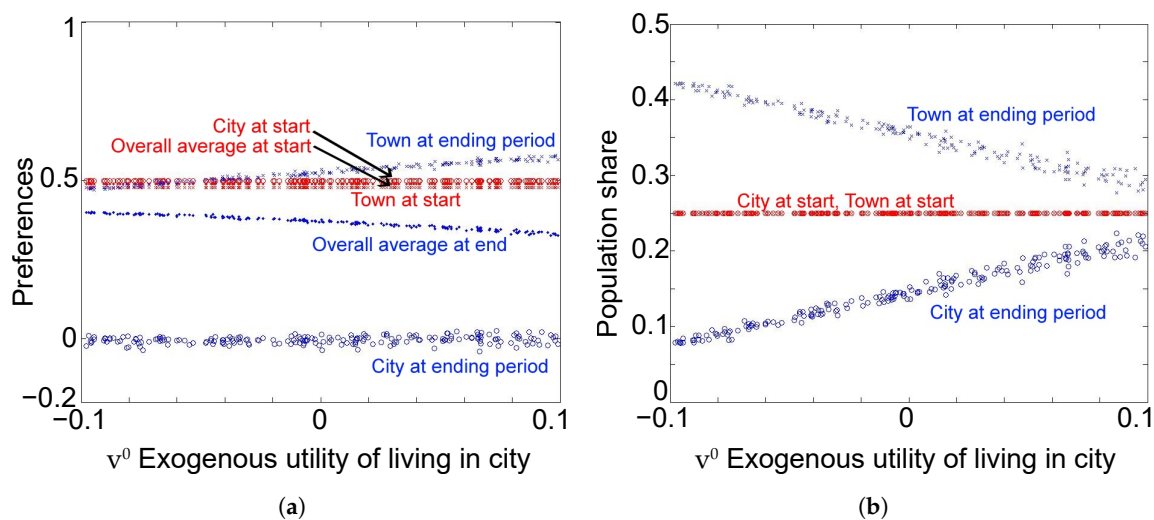 1
0.5
0
−0.2
Preferences
City at start
Overall average at start
Town at ending period
Town at start
Overall average at end
City at ending period
−0.1
0
0.1
v⁰ Exogenous utility of living in city
(a)
0.5
0.4
0.3
0.2
0.1
0
Population share
Town at ending period
City at start, Town at start
City at ending period
−0.1
0
0.1
v⁰ Exogenous utility of living in city
(b)